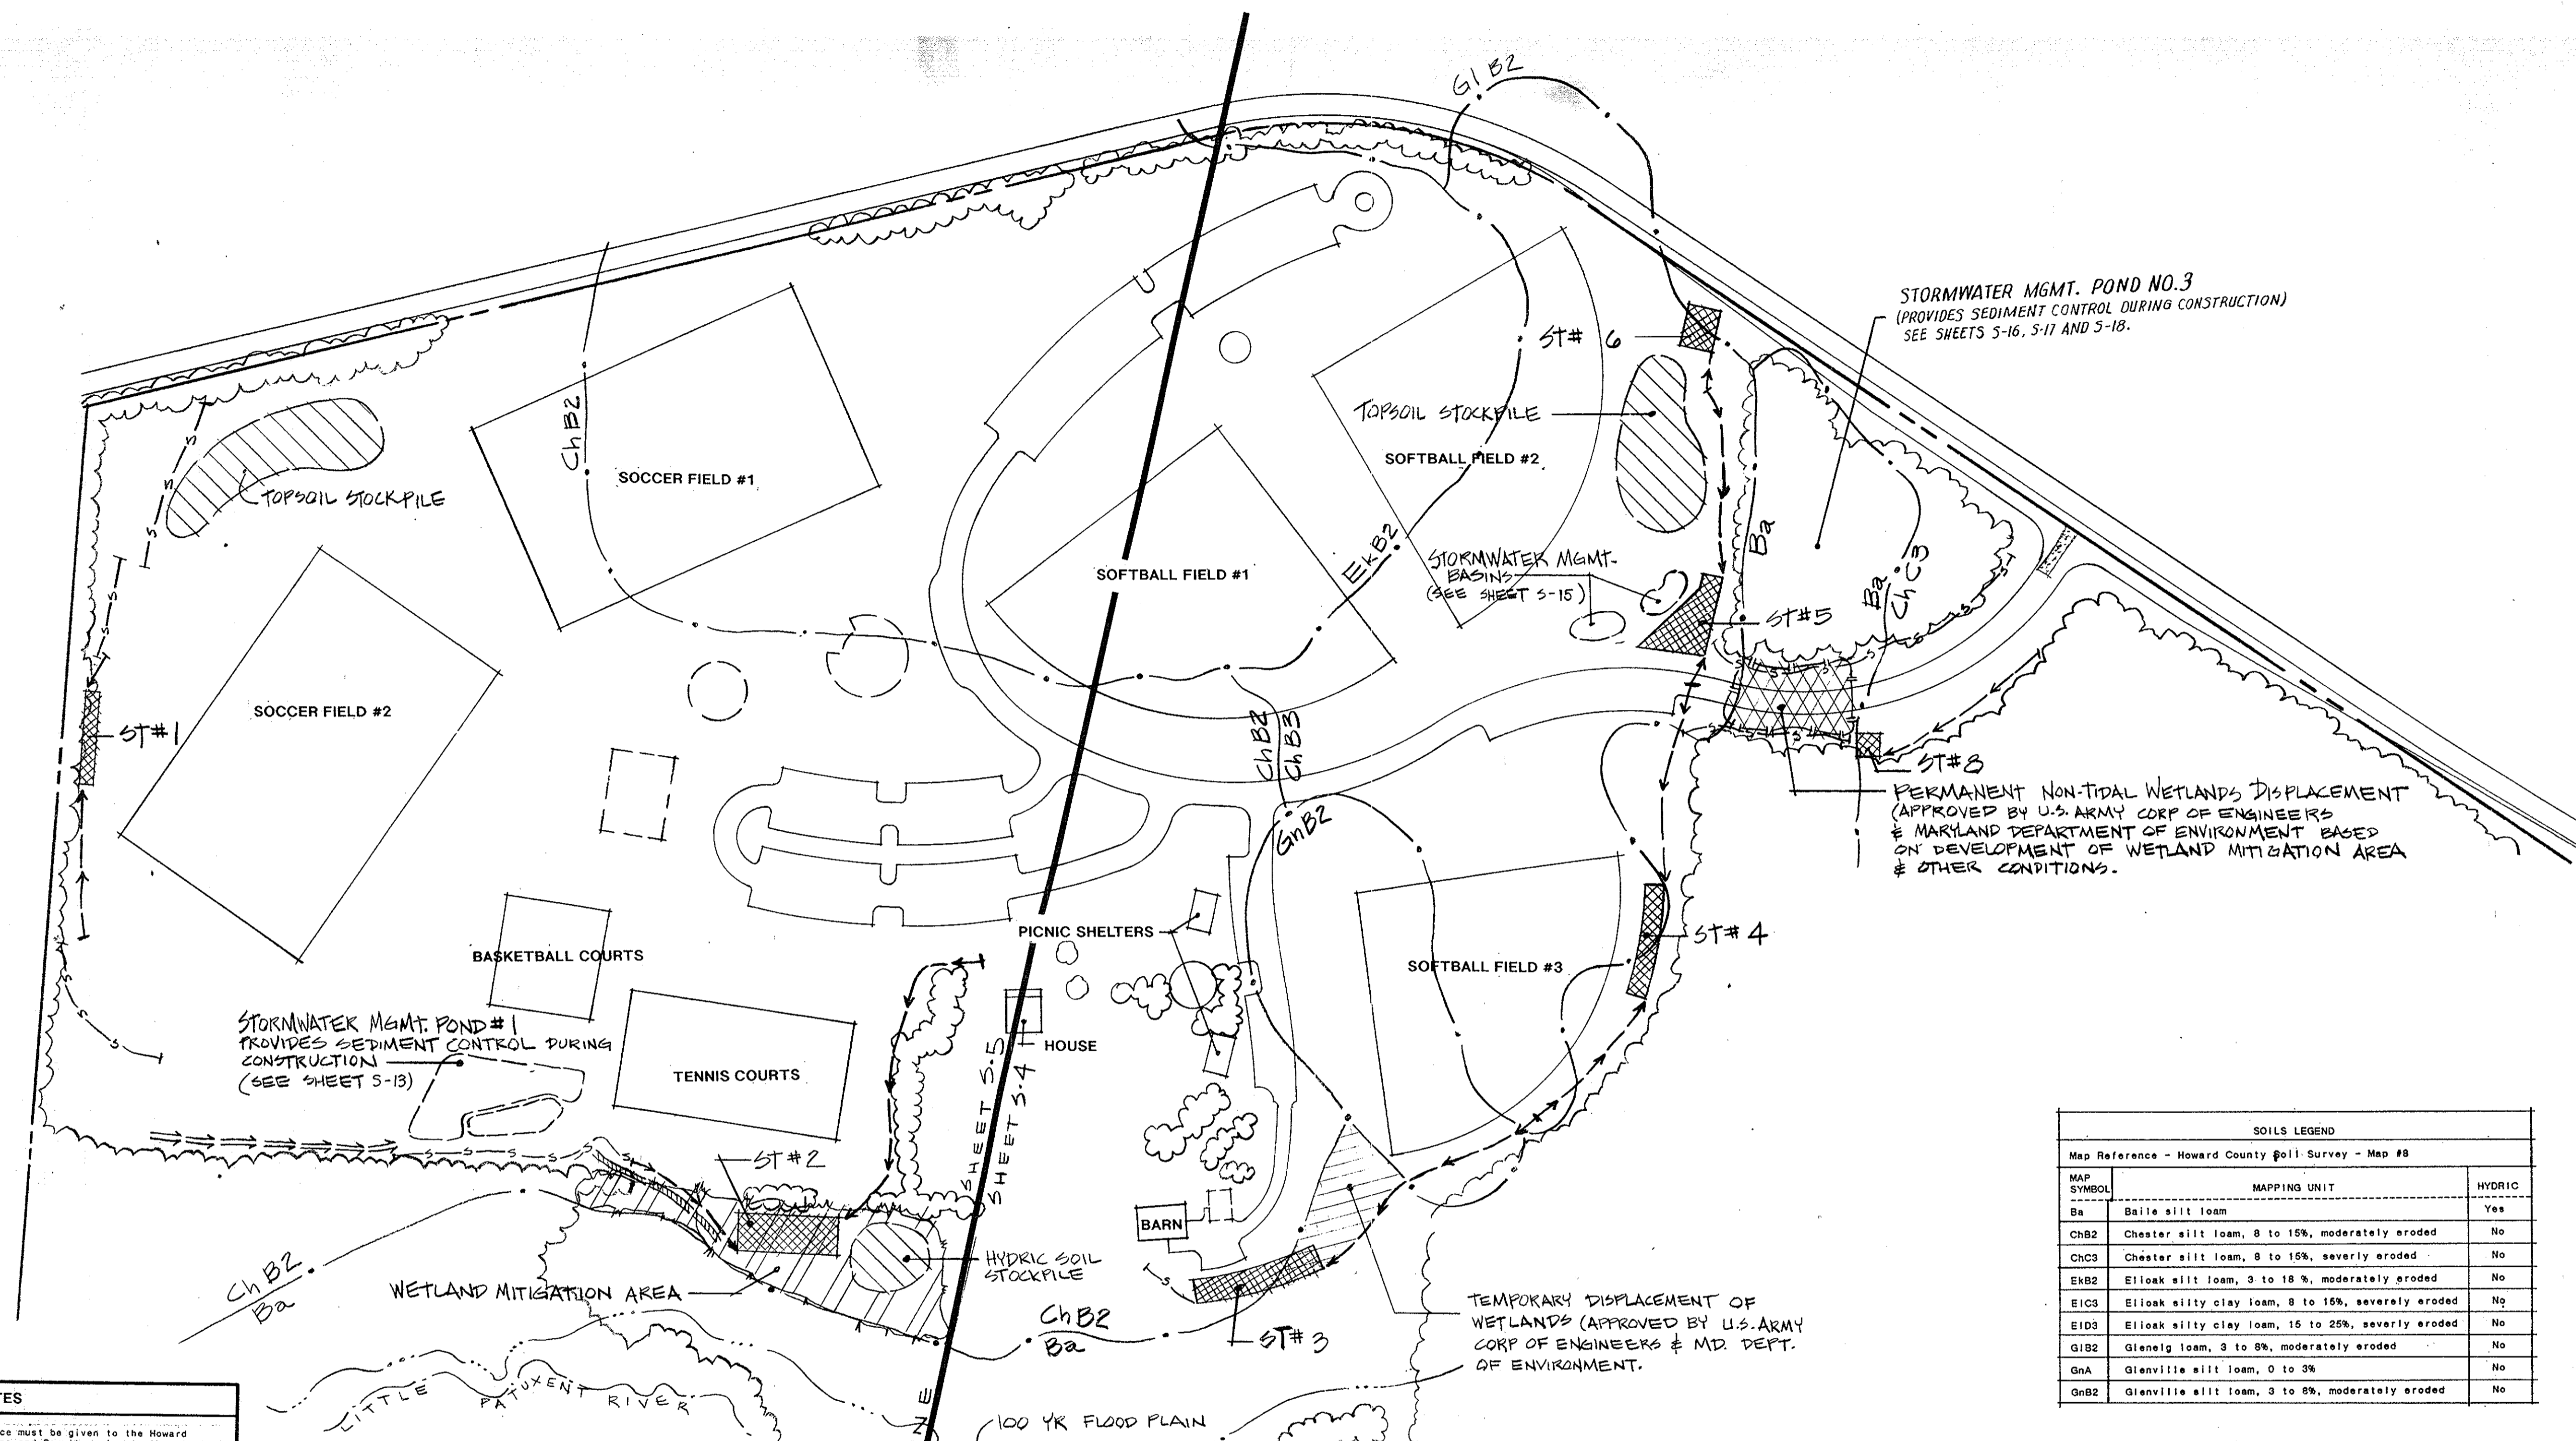 Gl B2
STORMWATER MGMT. POND NO.3
(PROVIDES SEDIMENT CONTROL DURING CONSTRUCTION)
SEE SHEETS S-16, S-17 AND S-18.
ST# 6
TOPSOIL STOCKPILE
SOFTBALL FIELD #2
ChB2
SOCCER FIELD #1
TOPSOIL STOCKPILE
EkB2
STORMWATER MGMT-
BASINS
(SEE SHEET S-15)
Ba
SOFTBALL FIELD #1
Ba
ChC3
ST#5
SOCCER FIELD #2
ST#1
ChB2
ChB3
ST#8
PERMANENT NON-TIDAL WETLANDS DISPLACEMENT
(APPROVED BY U.S. ARMY CORP OF ENGINEERS
& MARYLAND DEPARTMENT OF ENVIRONMENT BASED
ON DEVELOPMENT OF WETLAND MITIGATION AREA
& OTHER CONDITIONS.
GnB2
PICNIC SHELTERS
ST# 4
BASKETBALL COURTS
SOFTBALL FIELD #3
STORMWATER MGMT. POND #1
PROVIDES SEDIMENT CONTROL DURING
CONSTRUCTION
(SEE SHEET S-13)
HOUSE
TENNIS COURTS
SHEET S-5
SHEET S-4
ST#2
BARN
HYDRIC SOIL
STOCKPILE
ChB2
Ba
WETLAND MITIGATION AREA
ChB2
Ba
ST#3
TEMPORARY DISPLACEMENT OF
WETLANDS (APPROVED BY U.S. ARMY
CORP OF ENGINEERS & MD. DEPT.
OF ENVIRONMENT.
LITTLE PATUXENT RIVER
100 YR FLOOD PLAIN
SOILS LEGEND
Map Reference - Howard County Soil Survey - Map #8
MAP SYMBOL MAPPING UNIT HYDRIC
Ba Baile silt loam Yes
ChB2 Chester silt loam, 8 to 15%, moderately eroded No
ChC3 Chester silt loam, 8 to 15%, severly eroded No
EkB2 Elioak silt loam, 3 to 18 %, moderately eroded No
ElC3 Elioak silty clay loam, 8 to 15%, severely eroded No
ElD3 Elioak silty clay loam, 15 to 25%, severly eroded No
GlB2 Glenelg loam, 3 to 8%, moderately eroded No
GnA Glenville silt loam, 0 to 3% No
GnB2 Glenville silt loam, 3 to 8%, moderately eroded No
must be given to the Howard